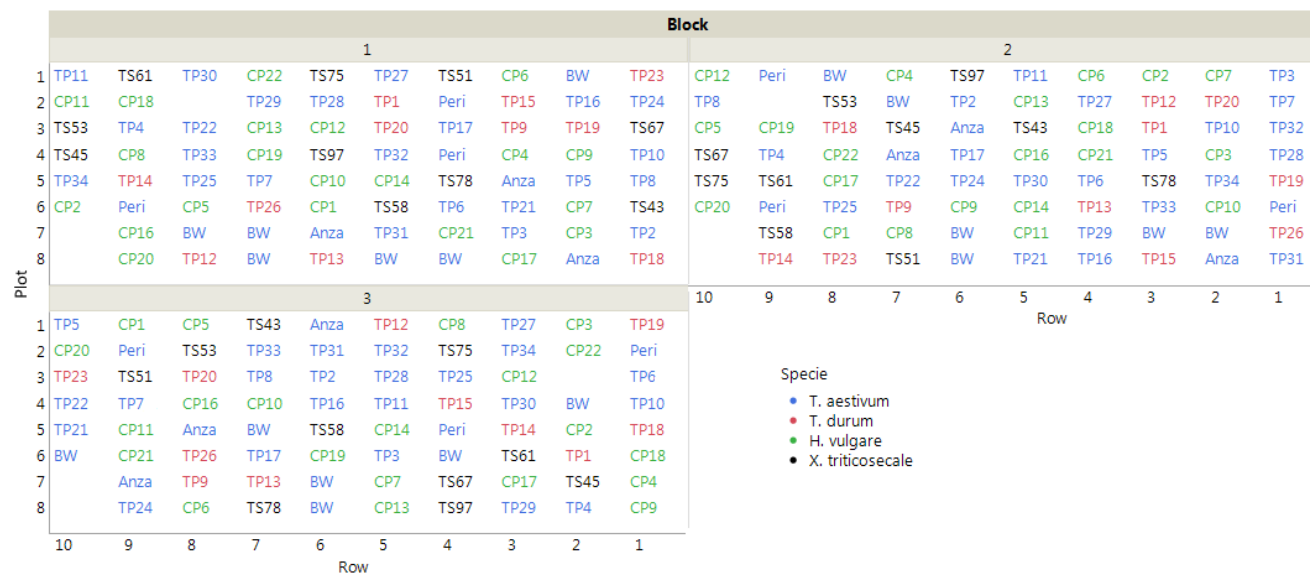 Block
1 2
1 TP11 TS61 TP30 CP22 TS75 TP27 TS51 CP6 BW TP23 CP12 Peri BW CP4 TS97 TP11 CP6 CP2 CP7 TP3
2 CP11 CP18 TP29 TP28 TP1 Peri TP15 TP16 TP24 TP8 TS53 BW TP2 CP13 TP27 TP12 TP20 TP7
3 TS53 TP4 TP22 CP13 CP12 TP20 TP17 TP9 TP19 TS67 CP5 CP19 TP18 TS45 Anza TS43 CP18 TP1 TP10 TP32
4 TS45 CP8 TP33 CP19 TS97 TP32 Peri CP4 CP9 TP10 TS67 TP4 CP22 Anza TP17 CP16 CP21 TP5 CP3 TP28
5 TP34 TP14 TP25 TP7 CP10 CP14 TS78 Anza TP5 TP8 TS75 TS61 CP17 TP22 TP24 TP30 TP6 TS78 TP34 TP19
6 CP2 Peri CP5 TP26 CP1 TS58 TP6 TP21 CP7 TS43 CP20 Peri TP25 TP9 CP9 CP14 TP13 TP33 CP10 Peri
7 CP16 BW BW Anza TP31 CP21 TP3 CP3 TP2 TS58 CP1 CP8 BW CP11 TP29 BW BW TP26
8 CP20 TP12 BW TP13 BW BW CP17 Anza TP18 TP14 TP23 TS51 BW TP21 TP16 TP15 Anza TP31
Plot
3
10 9 8 7 6 5 4 3 2 1
Row
1 TP5 CP1 CP5 TS43 Anza TP12 CP8 TP27 CP3 TP19
2 CP20 Peri TS53 TP33 TP31 TP32 TS75 TP34 CP22 Peri
3 TP23 TS51 TP20 TP8 TP2 TP28 TP25 CP12 TP6
4 TP22 TP7 CP16 CP10 TP16 TP11 TP15 TP30 BW TP10
5 TP21 CP11 Anza BW TS58 CP14 Peri TP14 CP2 TP18
6 BW CP21 TP26 TP17 CP19 TP3 BW TS61 TP1 CP18
7 Anza TP9 TP13 BW CP7 TS67 CP17 TS45 CP4
8 TP24 CP6 TS78 BW CP13 TS97 TP29 TP4 CP9
10 9 8 7 6 5 4 3 2 1
Row
Specie
T. aestivum
T. durum
H. vulgare
X. triticosecale